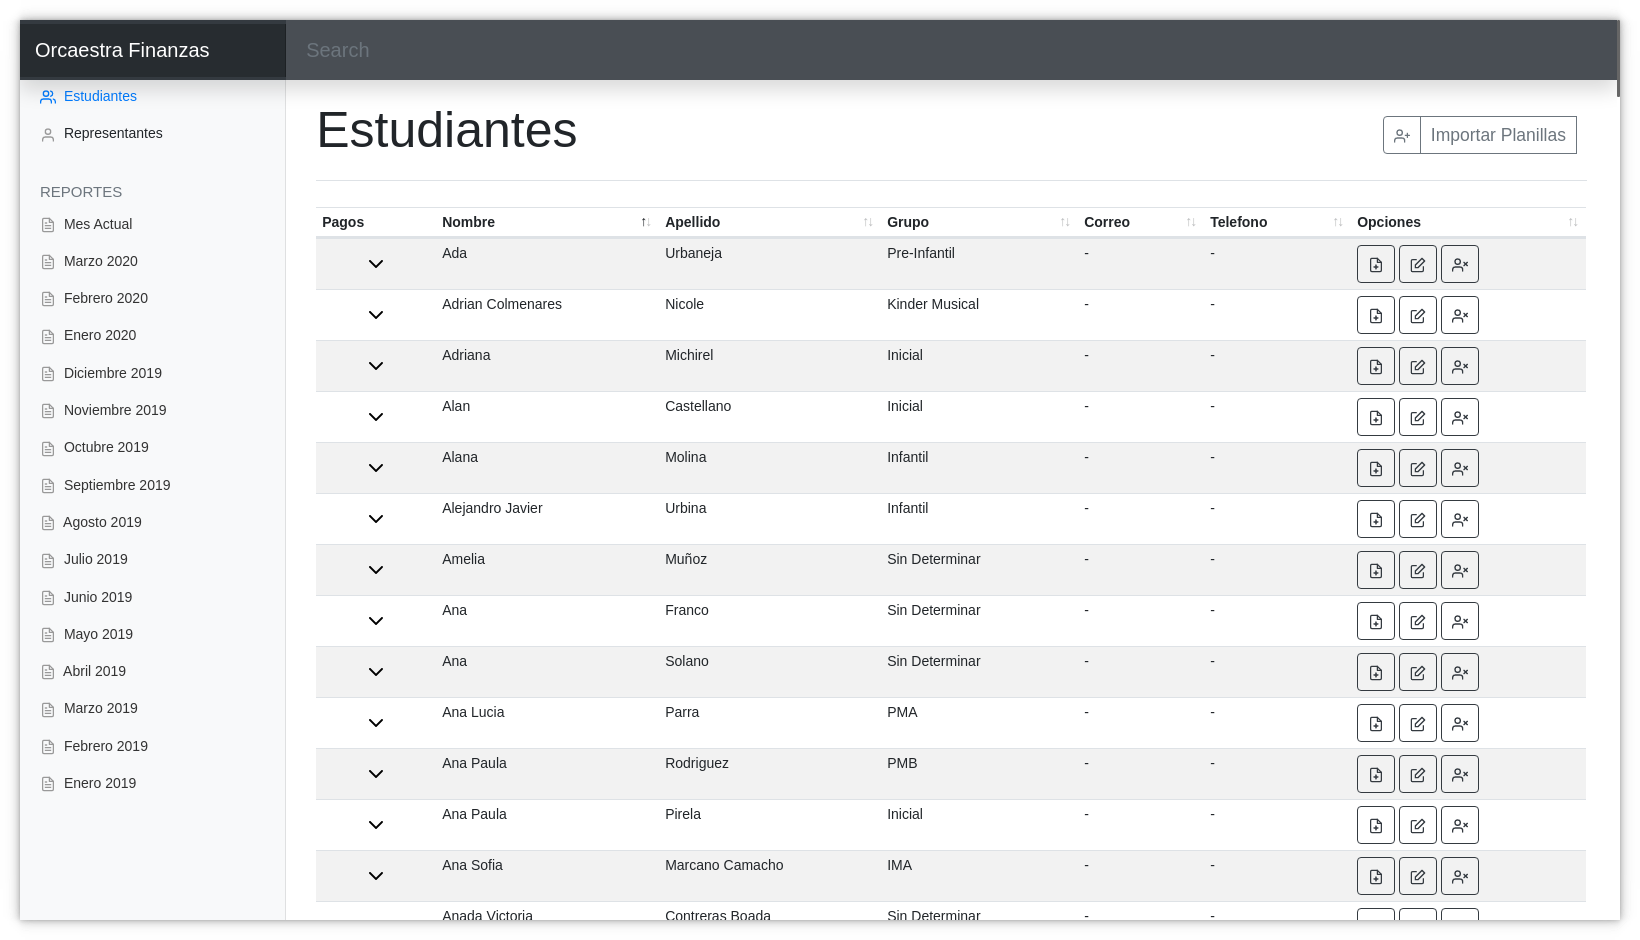 Orcaestra Finanzas
Search
Estudiantes
Representantes
REPORTES
Mes Actual
Marzo 2020
Febrero 2020
Enero 2020
Diciembre 2019
Noviembre 2019
Octubre 2019
Septiembre 2019
Agosto 2019
Julio 2019
Junio 2019
Mayo 2019
Abril 2019
Marzo 2019
Febrero 2019
Enero 2019
Estudiantes
Importar Planillas
Pagos Nombre Apellido Grupo Correo Telefono Opciones
Ada Urbaneja Pre-Infantil - -
Adrian Colmenares Nicole Kinder Musical - -
Adriana Michirel Inicial - -
Alan Castellano Inicial - -
Alana Molina Infantil - -
Alejandro Javier Urbina Infantil - -
Amelia Muñoz Sin Determinar - -
Ana Franco Sin Determinar - -
Ana Solano Sin Determinar - -
Ana Lucia Parra PMA - -
Ana Paula Rodriguez PMB - -
Ana Paula Pirela Inicial - -
Ana Sofia Marcano Camacho IMA - -
Anada Victoria Contreras Boada Sin Determinar - -